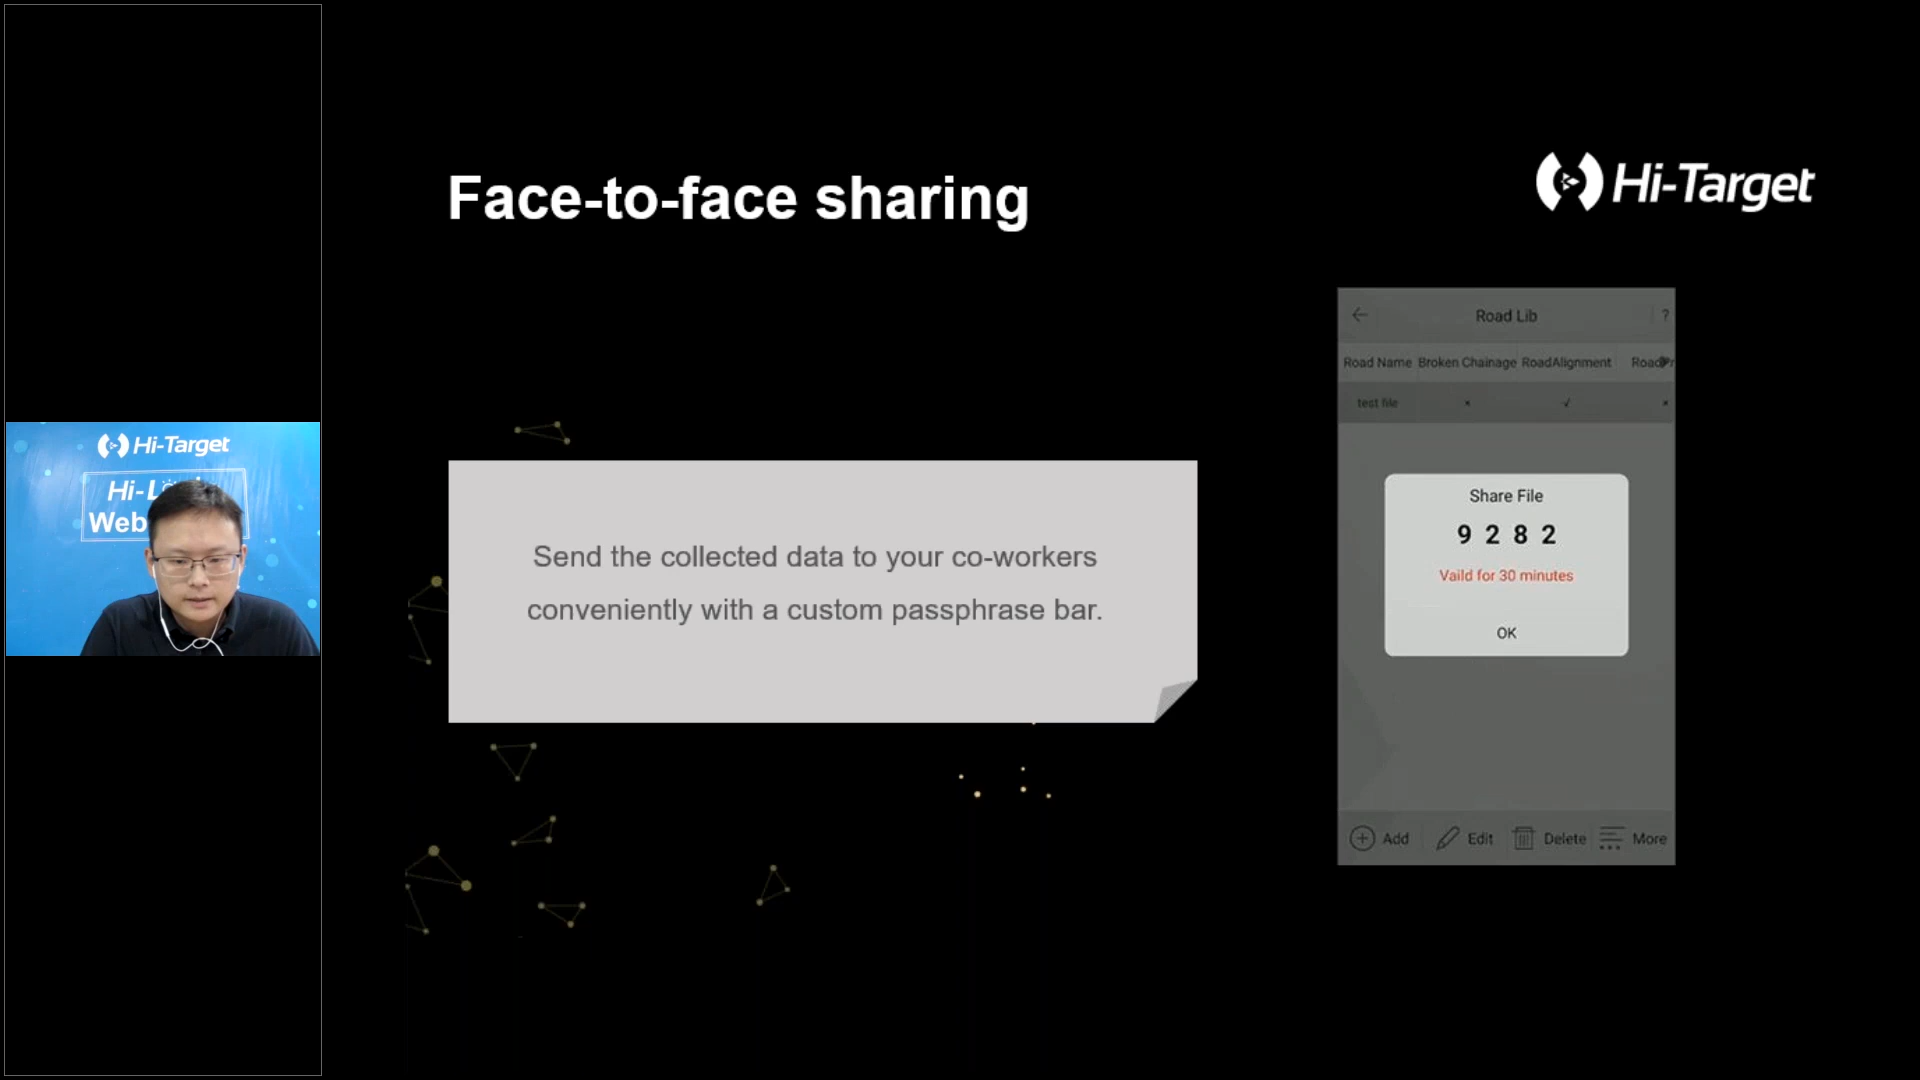 Face-to-face sharing
Hi-Target
Send the collected data to your co-workers
conveniently with a custom passphrase bar.
Road Lib
?
Road Name Broken Chainage RoadAlignment
test file × √ ×
Share File
9 2 8 2
Vaild for 30 minutes
OK
Add Edit Delete More
Hi-Target
Web